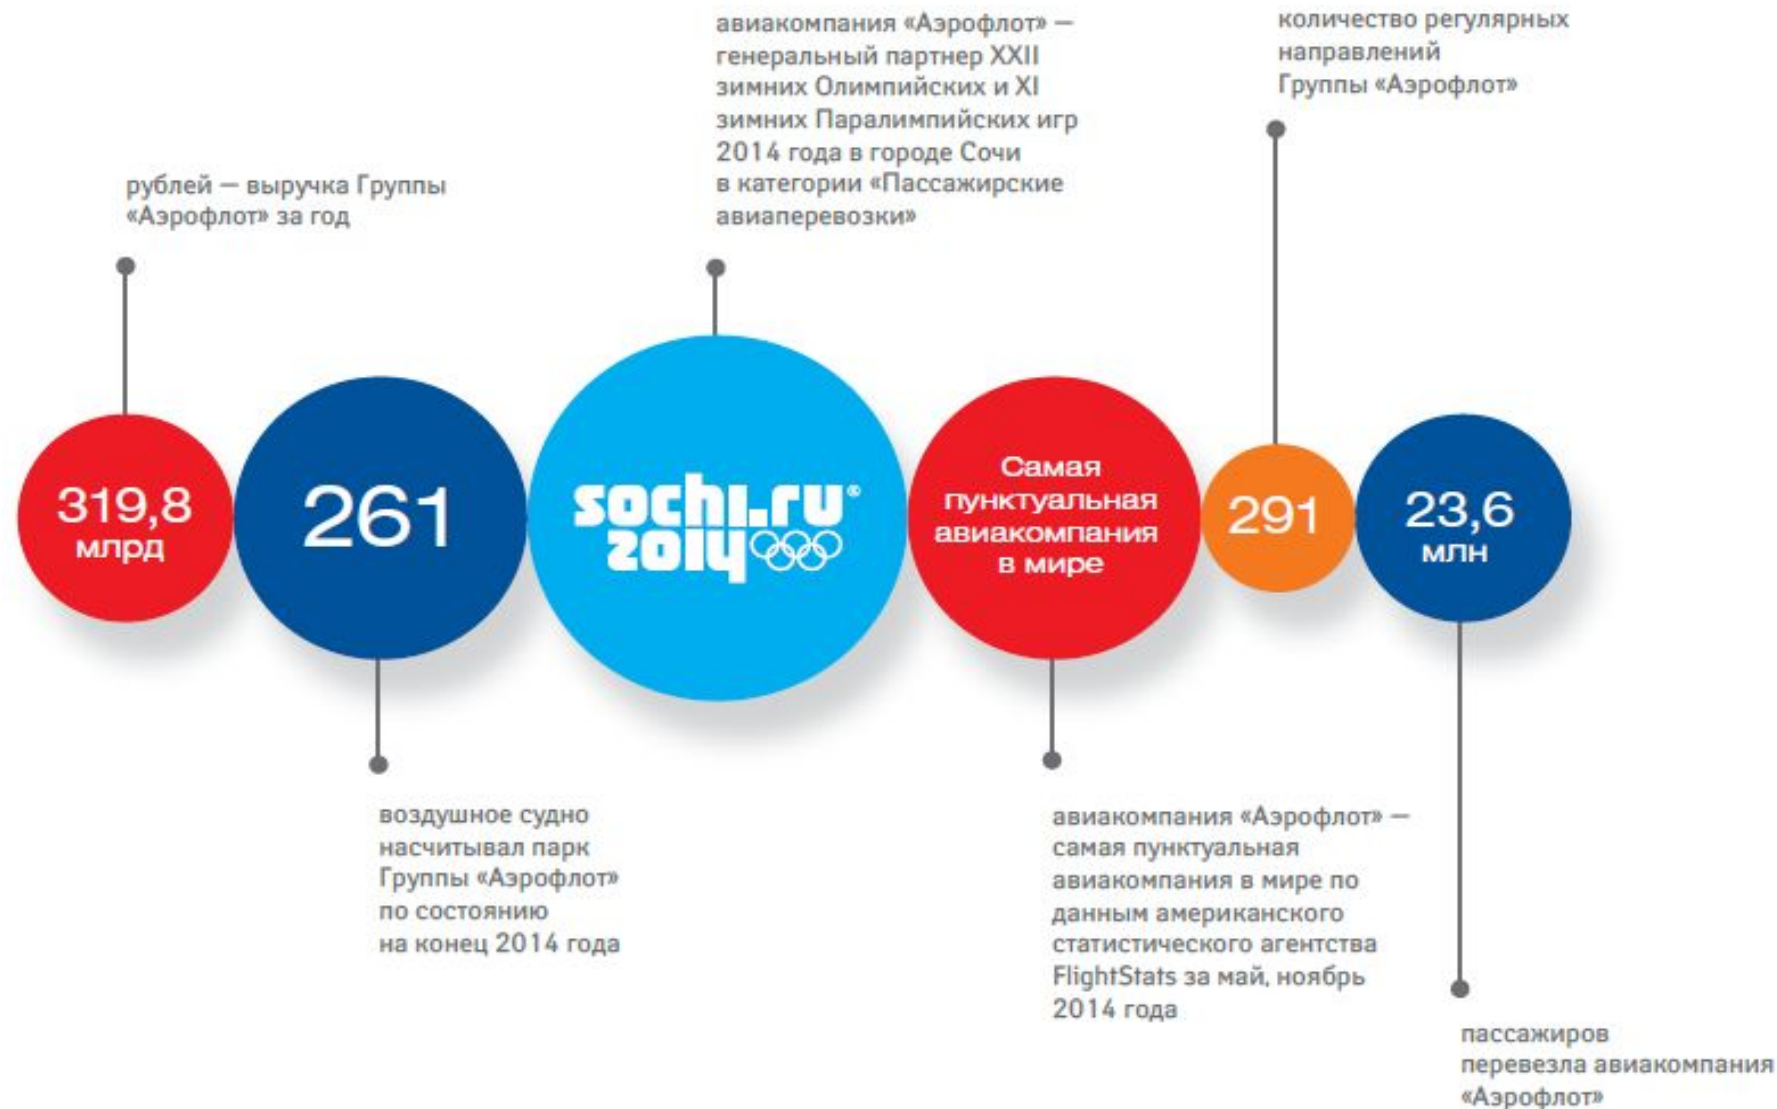 рублей — выручка Группы
«Аэрофлот» за год
319,8
млрд
261
воздушное судно
насчитывал парк
Группы «Аэрофлот»
по состоянию
на конец 2014 года
авиакомпания «Аэрофлот» —
генеральный партнер XXII
зимних Олимпийских и XI
зимних Паралимпийских игр
2014 года в городе Сочи
в категории «Пассажирские
авиаперевозки»
sochi.ru®
2014
Самая
пунктуальная
авиакомпания
в мире
авиакомпания «Аэрофлот» —
самая пунктуальная
авиакомпания в мире по
данным американского
статистического агентства
FlightStats за май, ноябрь
2014 года
количество регулярных
направлений
Группы «Аэрофлот»
291
23,6
млн
пассажиров
перевезла авиакомпания
«Аэрофлот»